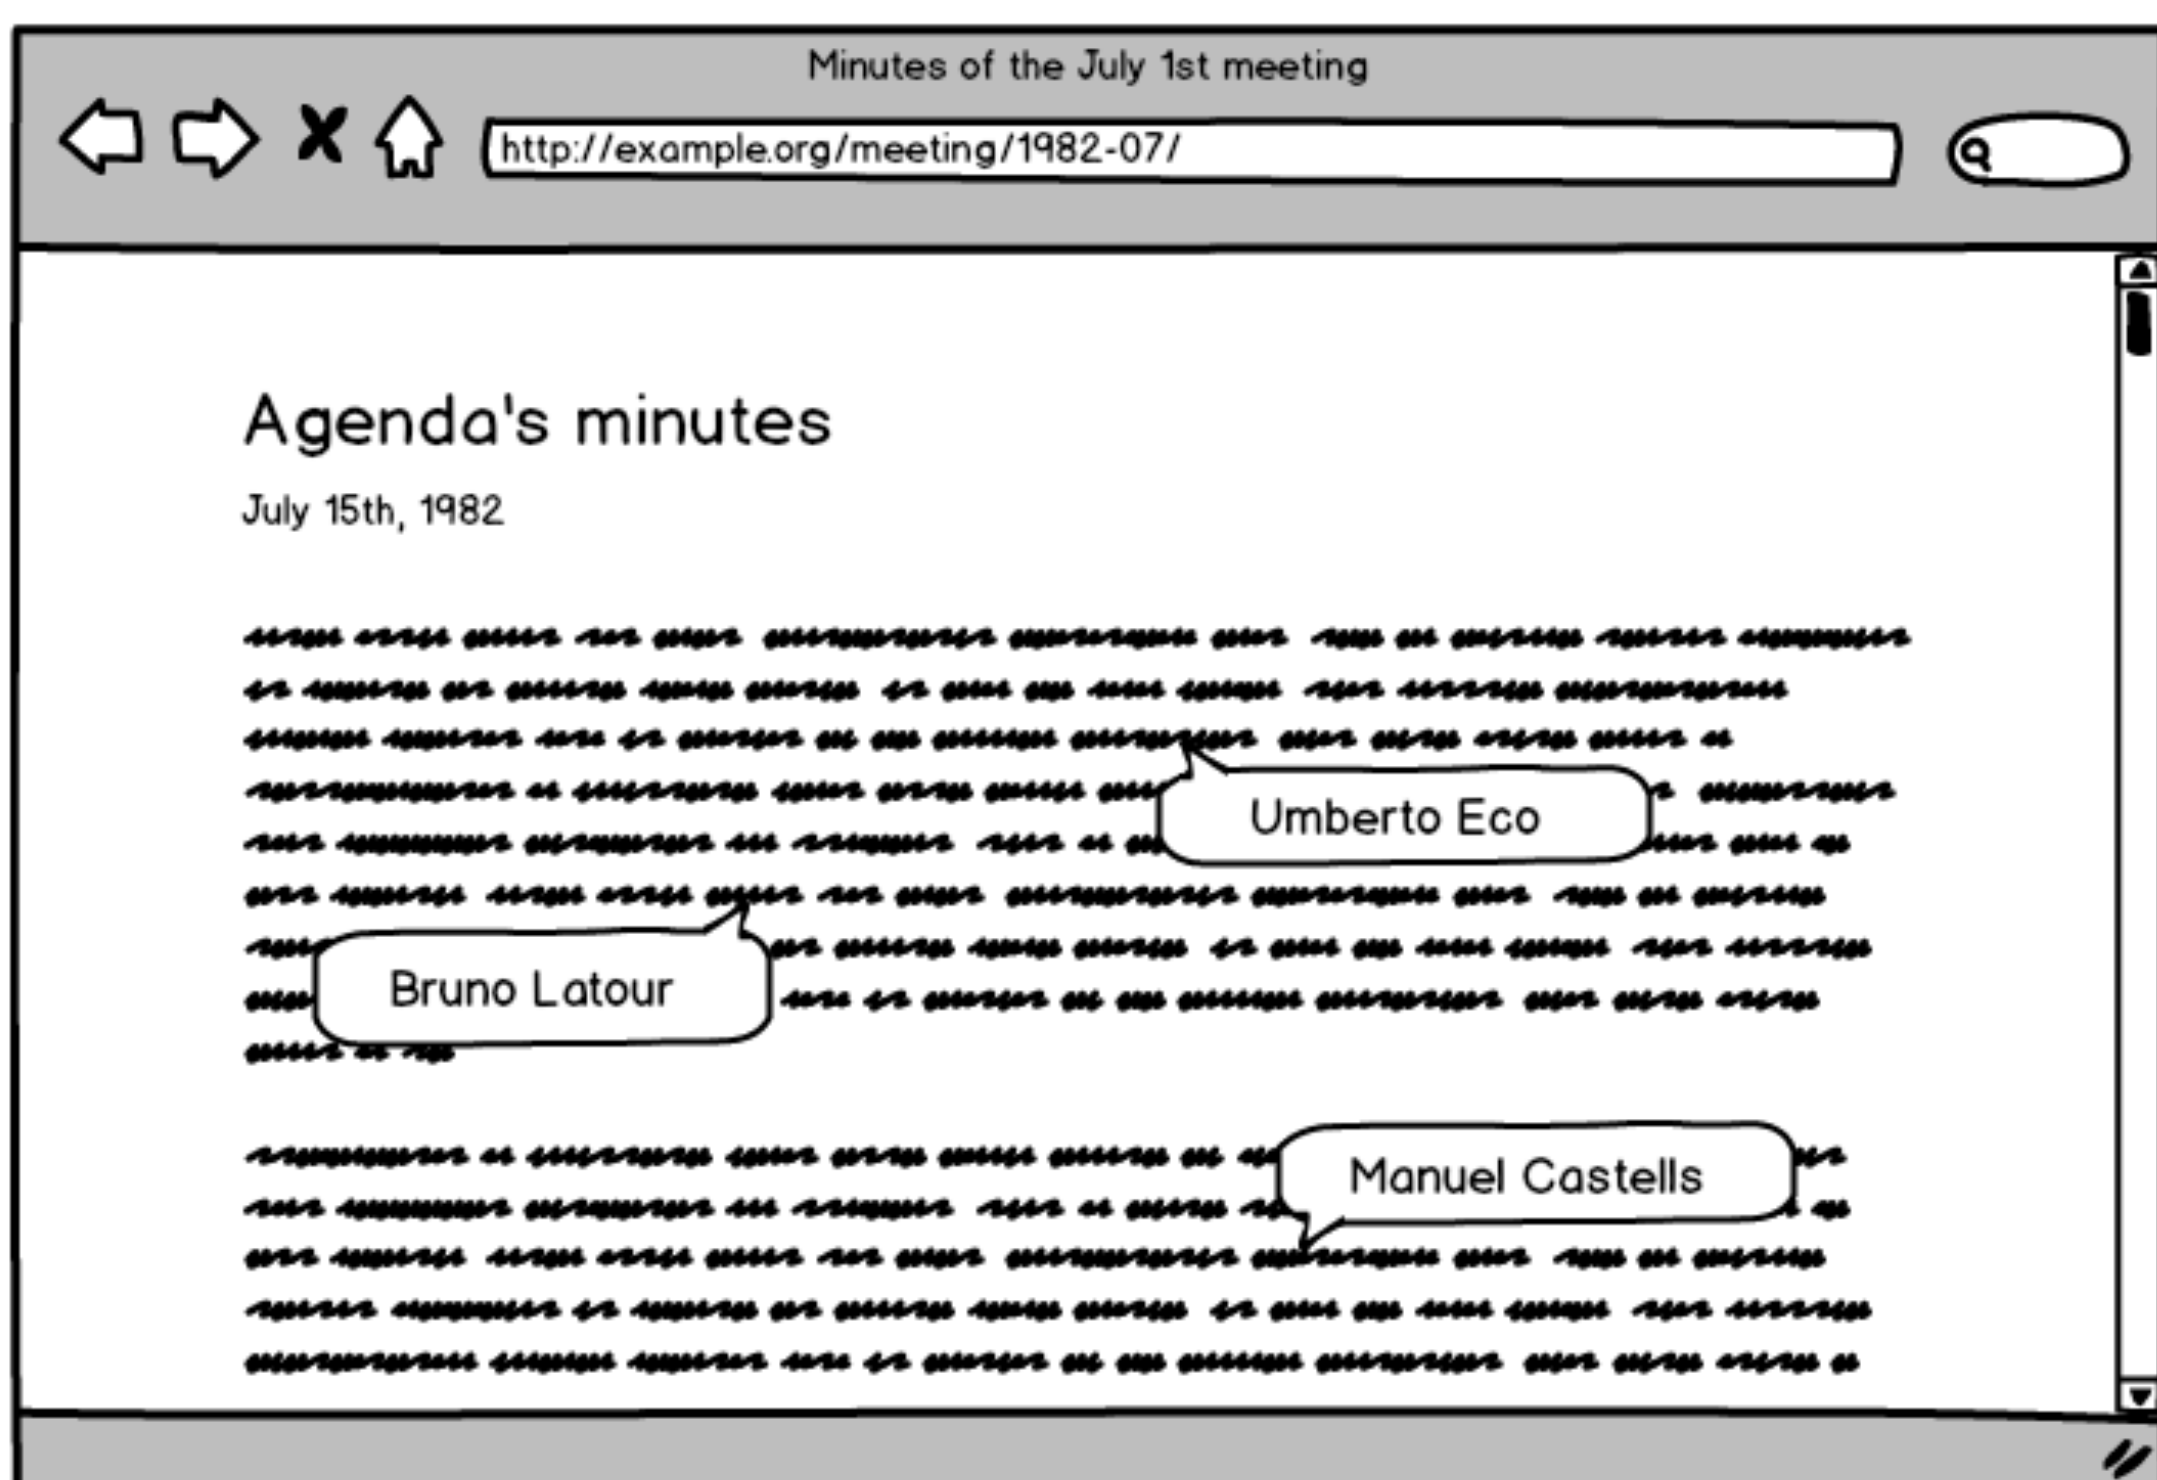 Minutes of the July 1st meeting
http://example.org/meeting/1982-07/
Agenda's minutes
July 15th, 1982
Umberto Eco
Bruno Latour
Manuel Castells